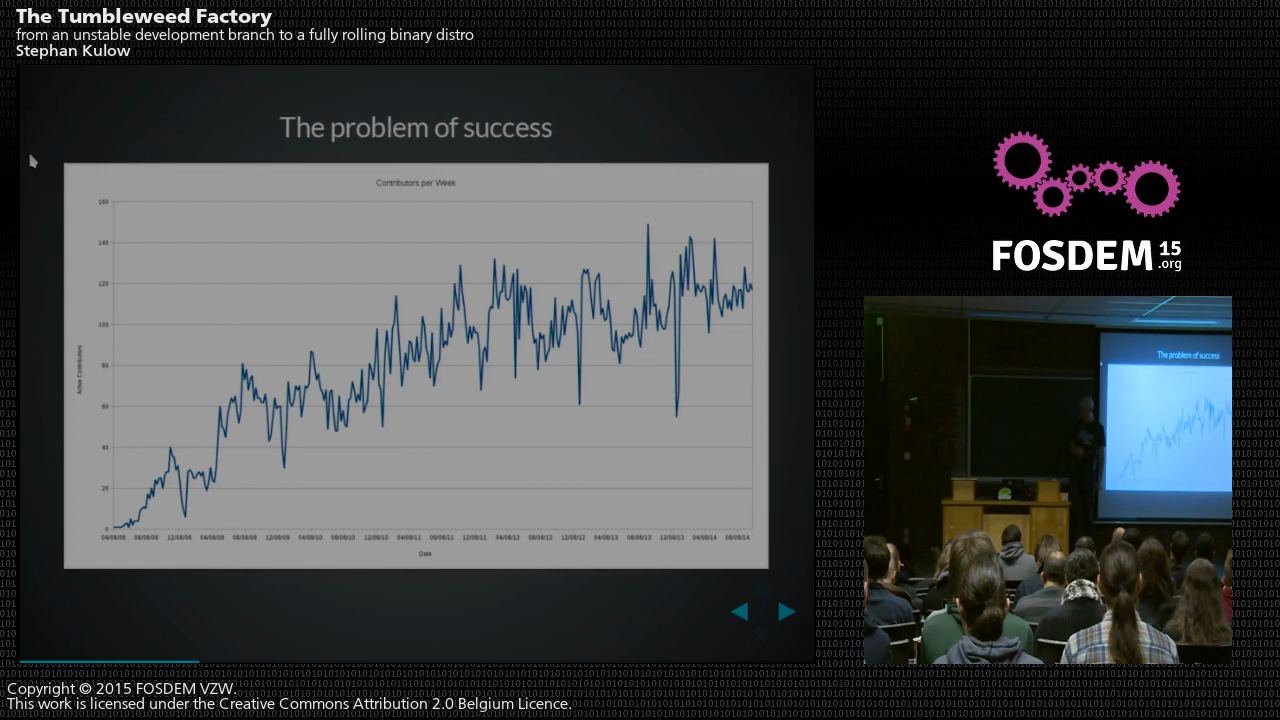 The Tumbleweed Factory
from an unstable development branch to a fully rolling binary distro
Stephan Kulow
The problem of success
Contributors per Week
160
140
120
100
80
60
40
20
0
Active Contributors
04/08/08 08/08/08 12/08/08 04/08/09 08/08/09 12/08/09 04/08/10 08/08/10 12/08/10 04/08/11 08/08/11 12/08/11 04/08/12 08/08/12 12/08/12 04/08/13 08/08/13 12/08/13 04/08/14 08/08/14
Date
FOSDEM 15
.org
The problem of success
Copyright © 2015 FOSDEM VZW.
This work is licensed under the Creative Commons Attribution 2.0 Belgium Licence.